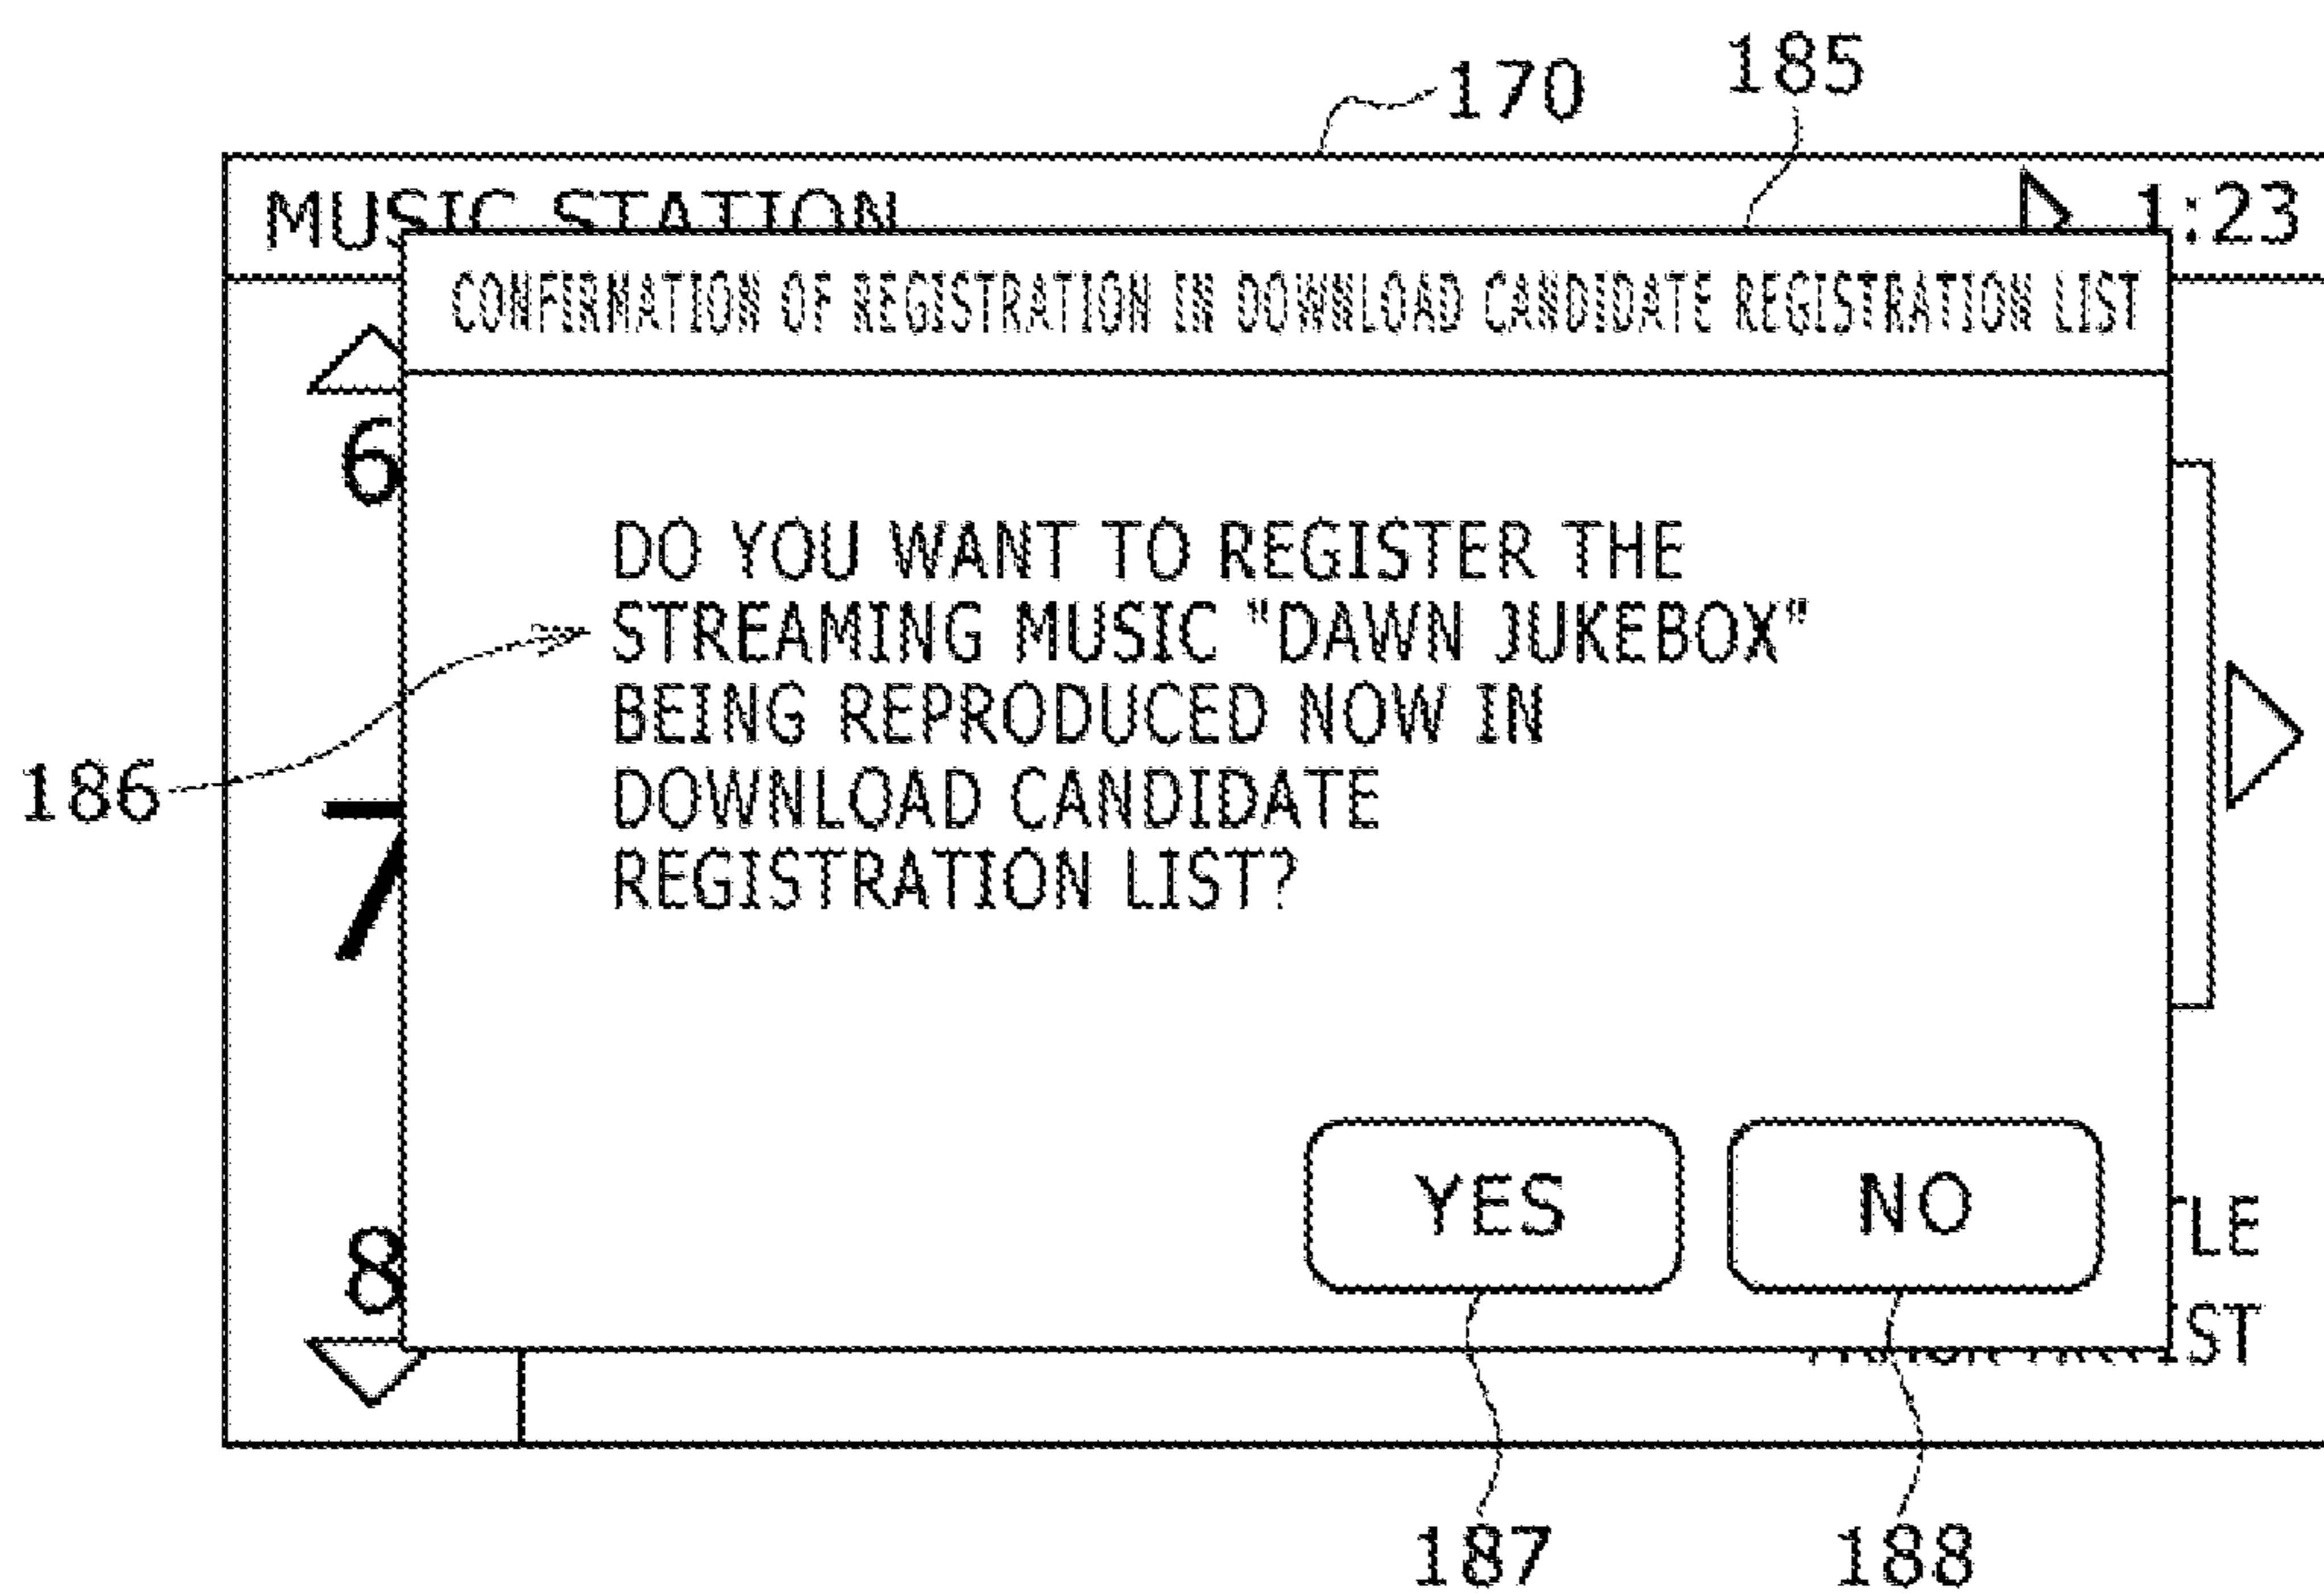 170
185
MUSIC STATION 1:23
CONFIRMATION OF REGISTRATION IN DOWNLOAD CANDIDATE REGISTRATION LIST
6
DO YOU WANT TO REGISTER THE
STREAMING MUSIC "DAWN JUKEBOX"
BEING REPRODUCED NOW IN
186
7
DOWNLOAD CANDIDATE
REGISTRATION LIST?
YES
NO
8
187
188